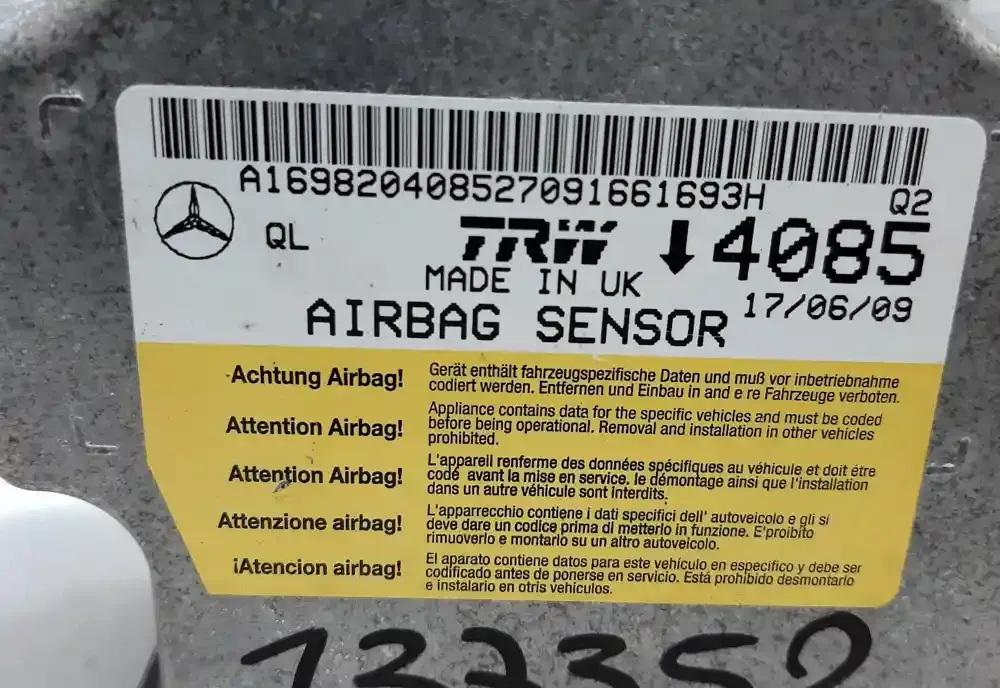 A169820408527091661693H
Q2
QL
TRW
↓4085
MADE IN UK
17/06/09
AIRBAG SENSOR
Achtung Airbag!
Gerät enthält fahrzeugspezifische Daten und muß vor inbetriebnahme
codiert werden. Entfernen und Einbau in and e re Fahrzeuge verboten.
Attention Airbag!
Appliance contains data for the specific vehicles and must be coded
before being operational. Removal and installation in other vehicles
prohibited.
Attention Airbag!
L'appareil renferme des données spécifiques au véhicule et doit étre
codé avant la mise en service. le démontage ainsi que l'installation
dans un autre véhicule sont interdits.
Attenzione airbag!
L'apparrecchio contiene i dati specifici dell' autoveicolo e gli si
deve dare un codice prima di metterlo in funzione. E'proibito
rimuoverlo e montarlo su un altro autoveicolo.
¡Atencion airbag!
El aparato contiene datos para este vehículo en especifico y debe ser
codificado antes de ponerse en servicio. Está prohibido desmontarlo
e instalarlo en otris vehiculos.